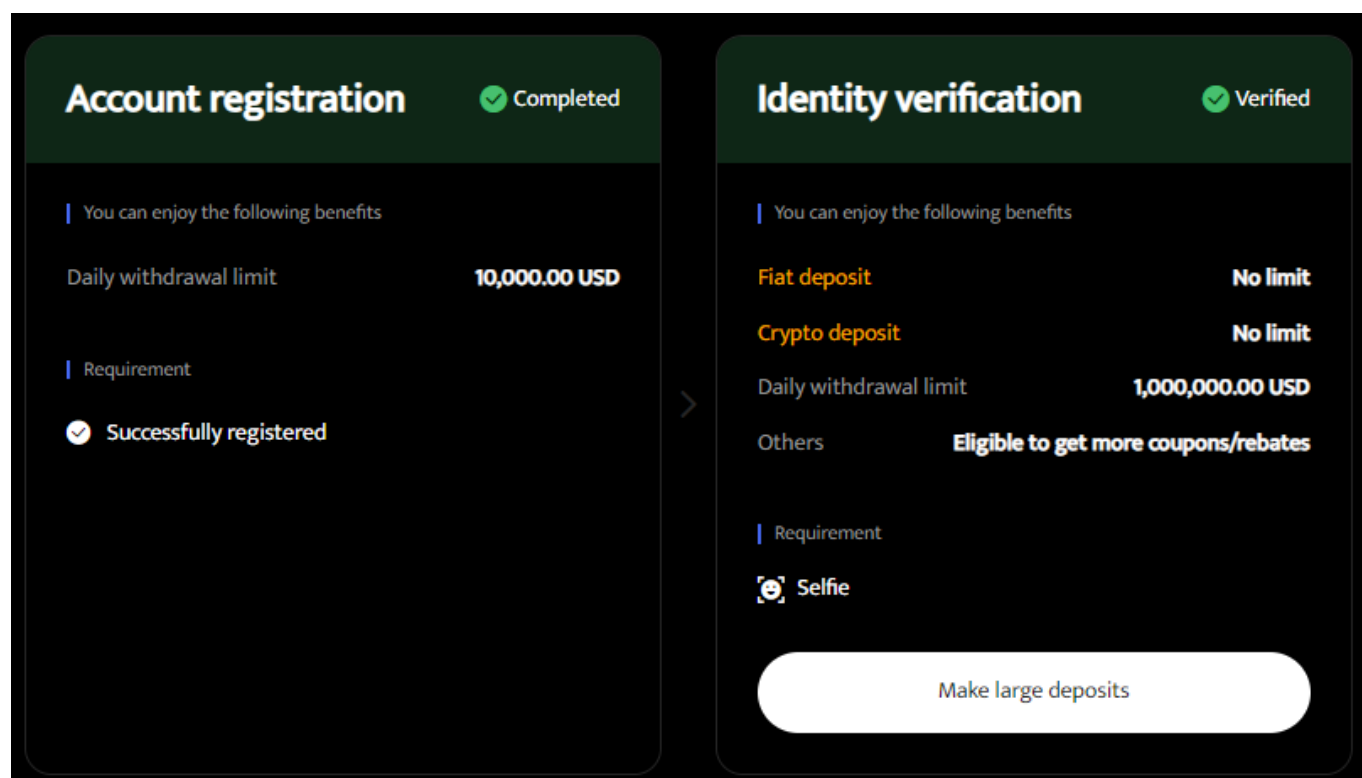 Account registration Completed
You can enjoy the following benefits
Daily withdrawal limit 10,000.00 USD
Requirement
Successfully registered
Identity verification Verified
You can enjoy the following benefits
Fiat deposit No limit
Crypto deposit No limit
Daily withdrawal limit 1,000,000.00 USD
Others Eligible to get more coupons/rebates
Requirement
Selfie
Make large deposits